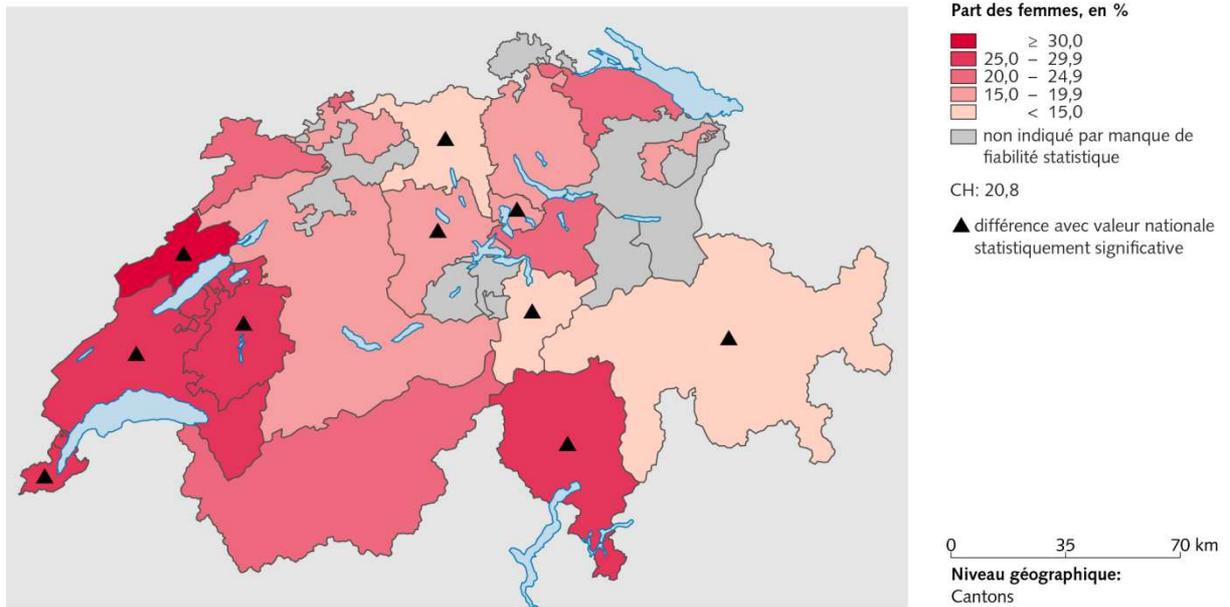 Part des femmes, en %
≥ 30,0
25,0 – 29,9
20,0 – 24,9
15,0 – 19,9
< 15,0
non indiqué par manque de
fiabilité statistique
CH: 20,8
différence avec valeur nationale
statistiquement significative
0 35 70 km
Niveau géographique:
Cantons